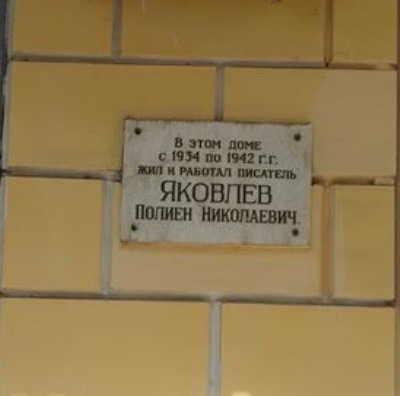 В ЭТОМ ДОМЕ
С 1934 ПО 1942 Г.Г.
ЖИЛ И РАБОТАЛ ПИСАТЕЛЬ
ЯКОВЛЕВ
ПОЛИЕН НИКОЛАЕВИЧ.